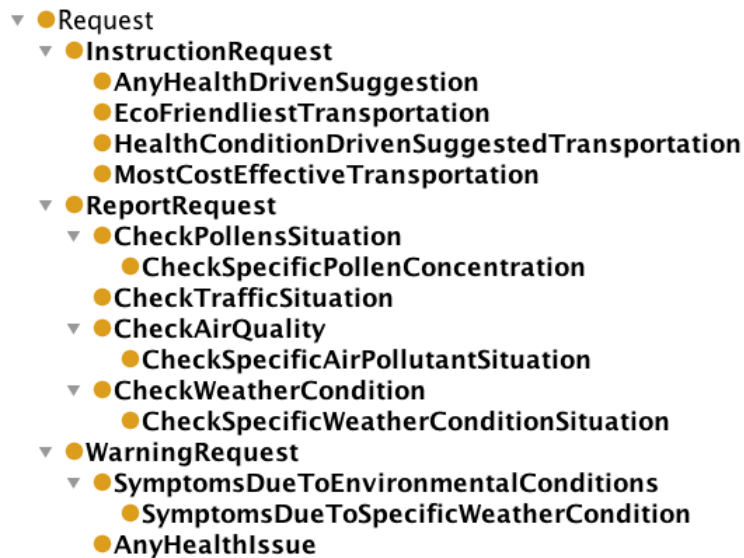 Request
InstructionRequest
AnyHealthDrivenSuggestion
EcoFriendliestTransportation
HealthConditionDrivenSuggestedTransportation
MostCostEffectiveTransportation
ReportRequest
CheckPollensSituation
CheckSpecificPollenConcentration
CheckTrafficSituation
CheckAirQuality
CheckSpecificAirPollutantSituation
CheckWeatherCondition
CheckSpecificWeatherConditionSituation
WarningRequest
SymptomsDueToEnvironmentalConditions
SymptomsDueToSpecificWeatherCondition
AnyHealthIssue